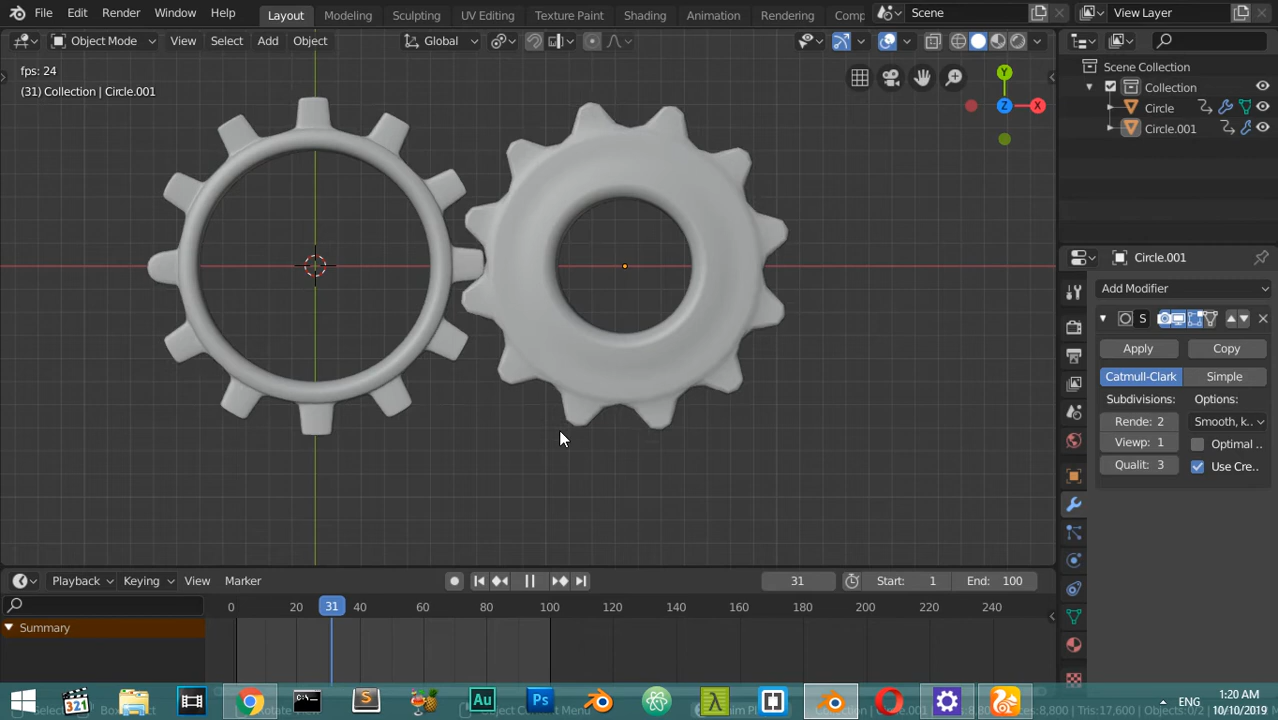 File Edit Render Window Help Layout Modeling Sculpting UV Editing Texture Paint Shading Animation Rendering Comp Scene View Layer
Object Mode View Select Add Object Global
fps: 24
(31) Collection | Circle.001
Y
X
Z
Scene Collection
Collection
Circle
Circle.001
Circle.001
Add Modifier
S
Apply Copy
Catmull-Clark Simple
Subdivisions: Options:
Rende: 2 Smooth, k..
Viewp: 1 Optimal ..
Qualit: 3 Use Cre..
Playback Keying View Marker 31 Start: 1 End: 100
0 20 31 40 60 80 100 120 140 160 180 200 220 240
Summary
321 Au Ps ENG 1:20 AM
10/10/2019